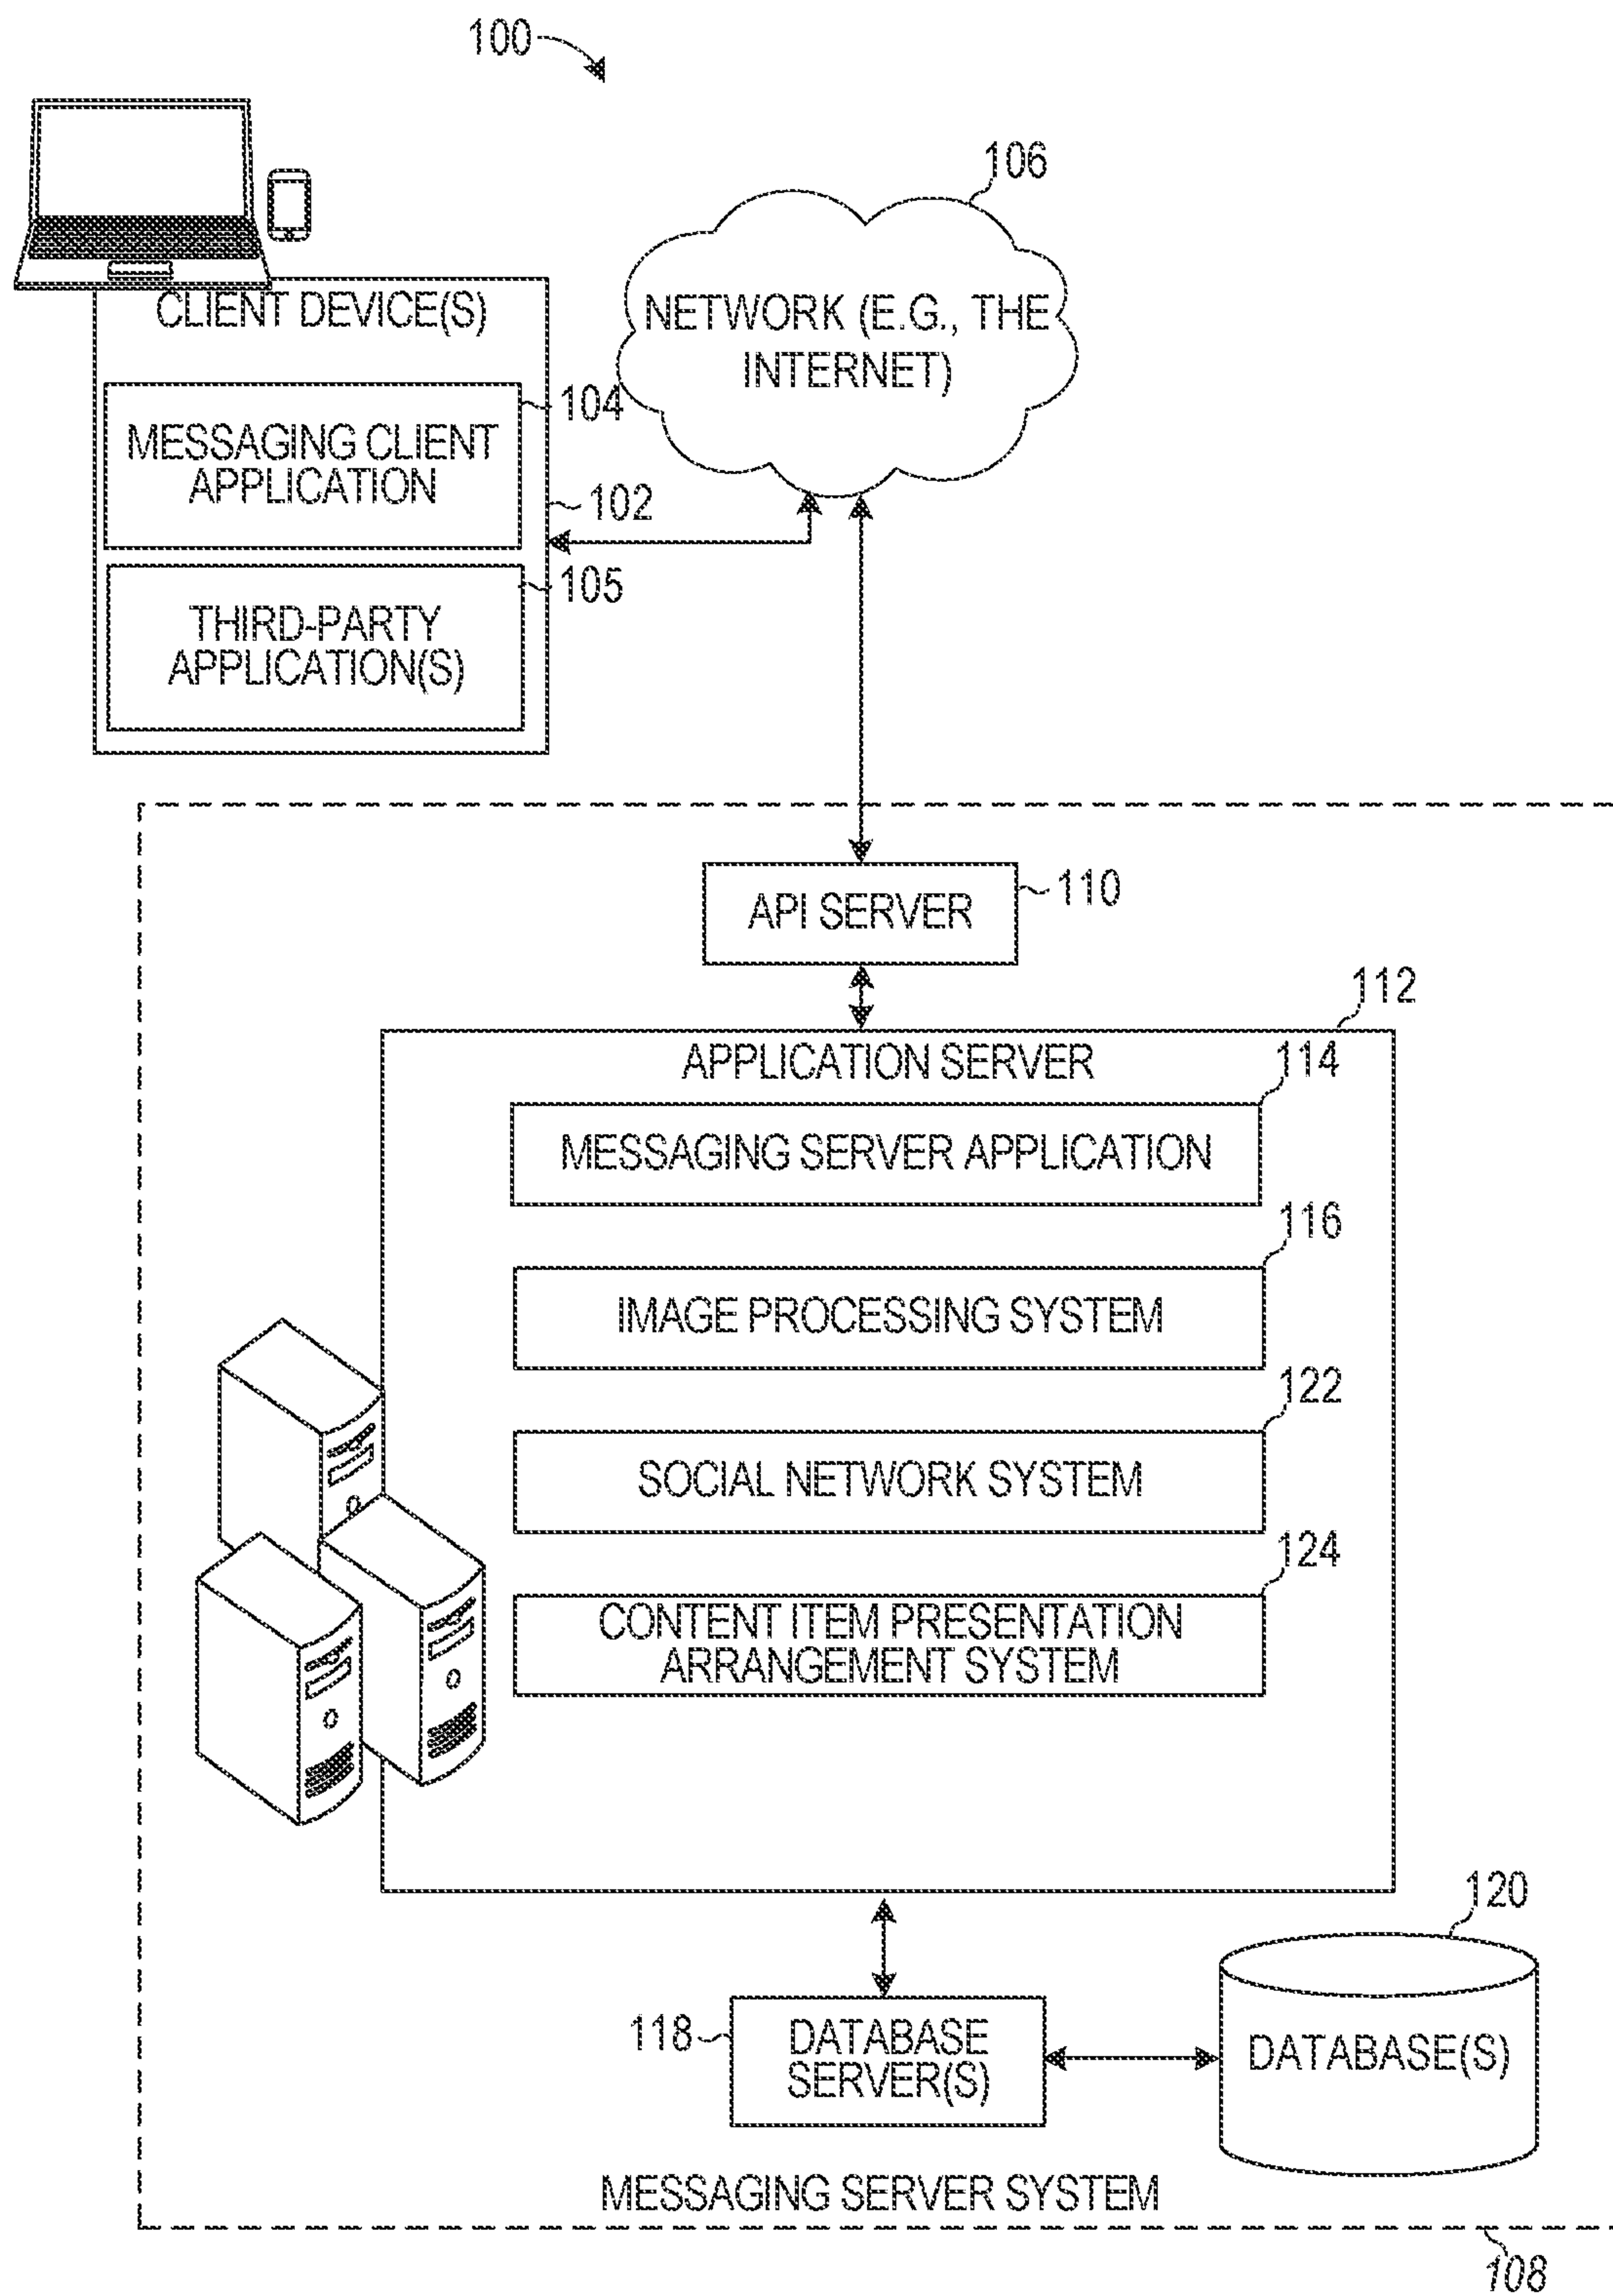 100
106
NETWORK (E.G., THE
INTERNET)
CLIENT DEVICE(S)
104
MESSAGING CLIENT
APPLICATION
102
105
THIRD-PARTY
APPLICATION(S)
110
API SERVER
112
APPLICATION SERVER
114
MESSAGING SERVER APPLICATION
116
IMAGE PROCESSING SYSTEM
122
SOCIAL NETWORK SYSTEM
124
CONTENT ITEM PRESENTATION
ARRANGEMENT SYSTEM
120
118
DATABASE
SERVER(S)
DATABASE(S)
MESSAGING SERVER SYSTEM
108